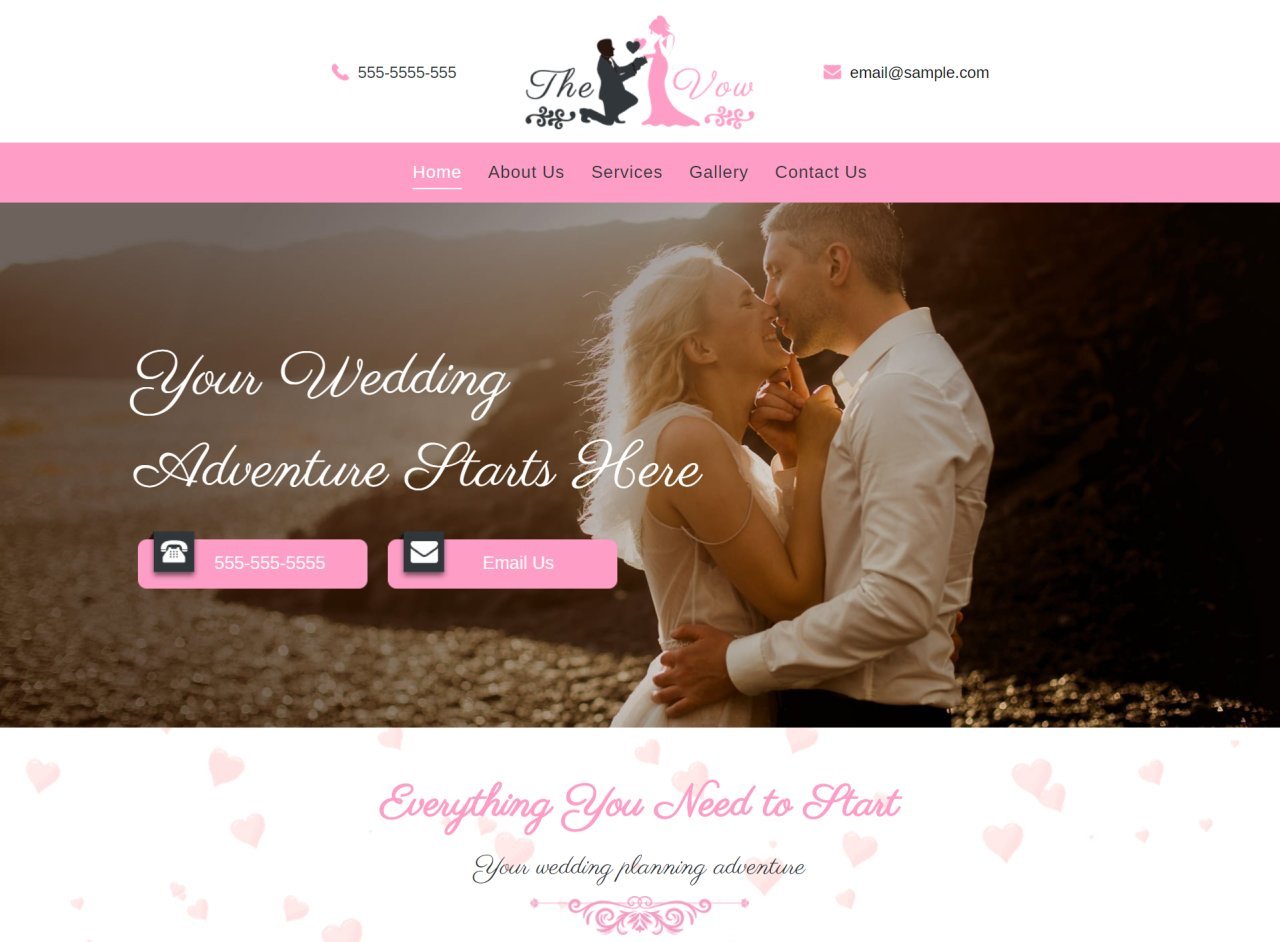 555-5555-555
The Vow
email@sample.com
Home About Us Services Gallery Contact Us
Your Wedding
Adventure Starts Here
555-555-5555
Email Us
Everything You Need to Start
Your wedding planning adventure